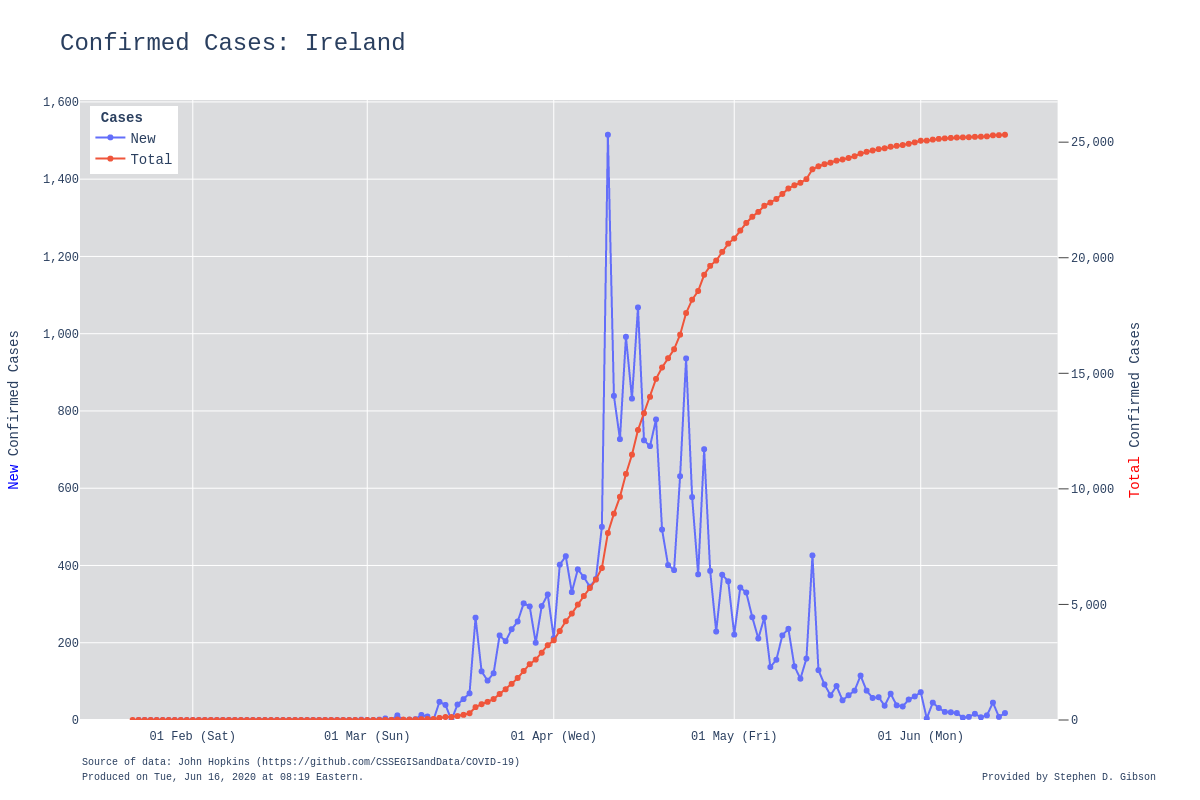 Confirmed Cases: Ireland
1,600
1,400
1,200
1,000
800
600
400
200
0
New Confirmed Cases
Cases
New
Total
25,000
20,000
15,000
10,000
5,000
0
Total Confirmed Cases
01 Feb (Sat) 01 Mar (Sun) 01 Apr (Wed) 01 May (Fri) 01 Jun (Mon)
Source of data: John Hopkins (https://github.com/CSSEGISandData/COVID-19)
Produced on Tue, Jun 16, 2020 at 08:19 Eastern.
Provided by Stephen D. Gibson